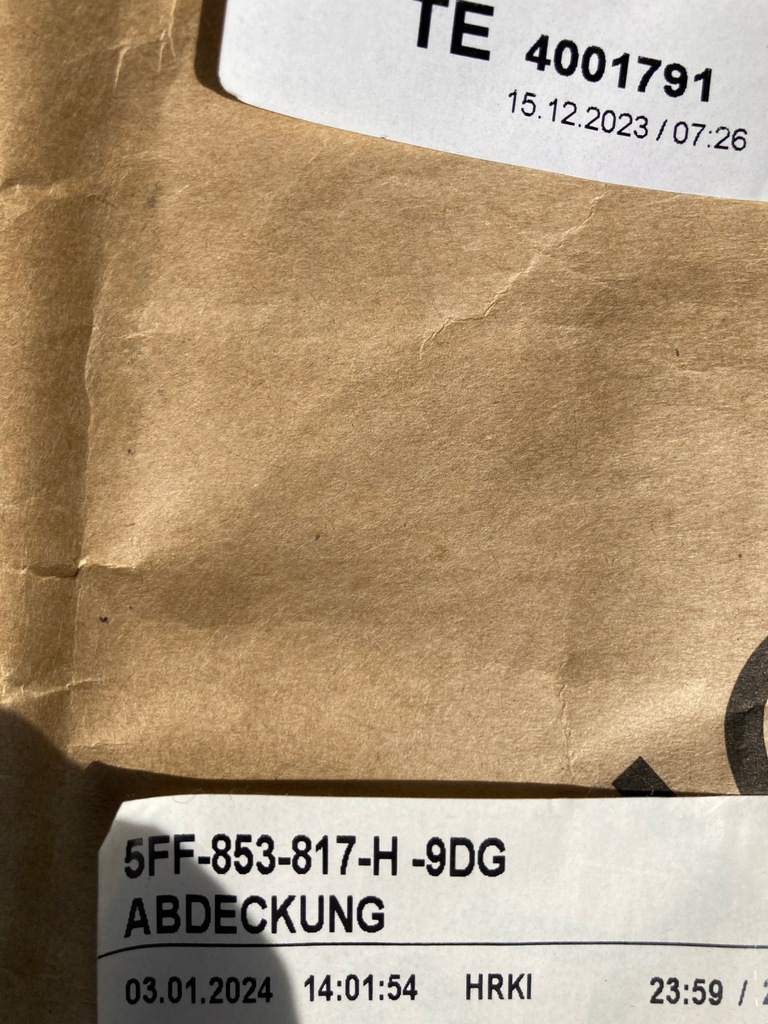 TE 4001791
15.12.2023 / 07:26
5FF-853-817-H -9DG
ABDECKUNG
03.01.2024 14:01:54 HRKI 23:59 /